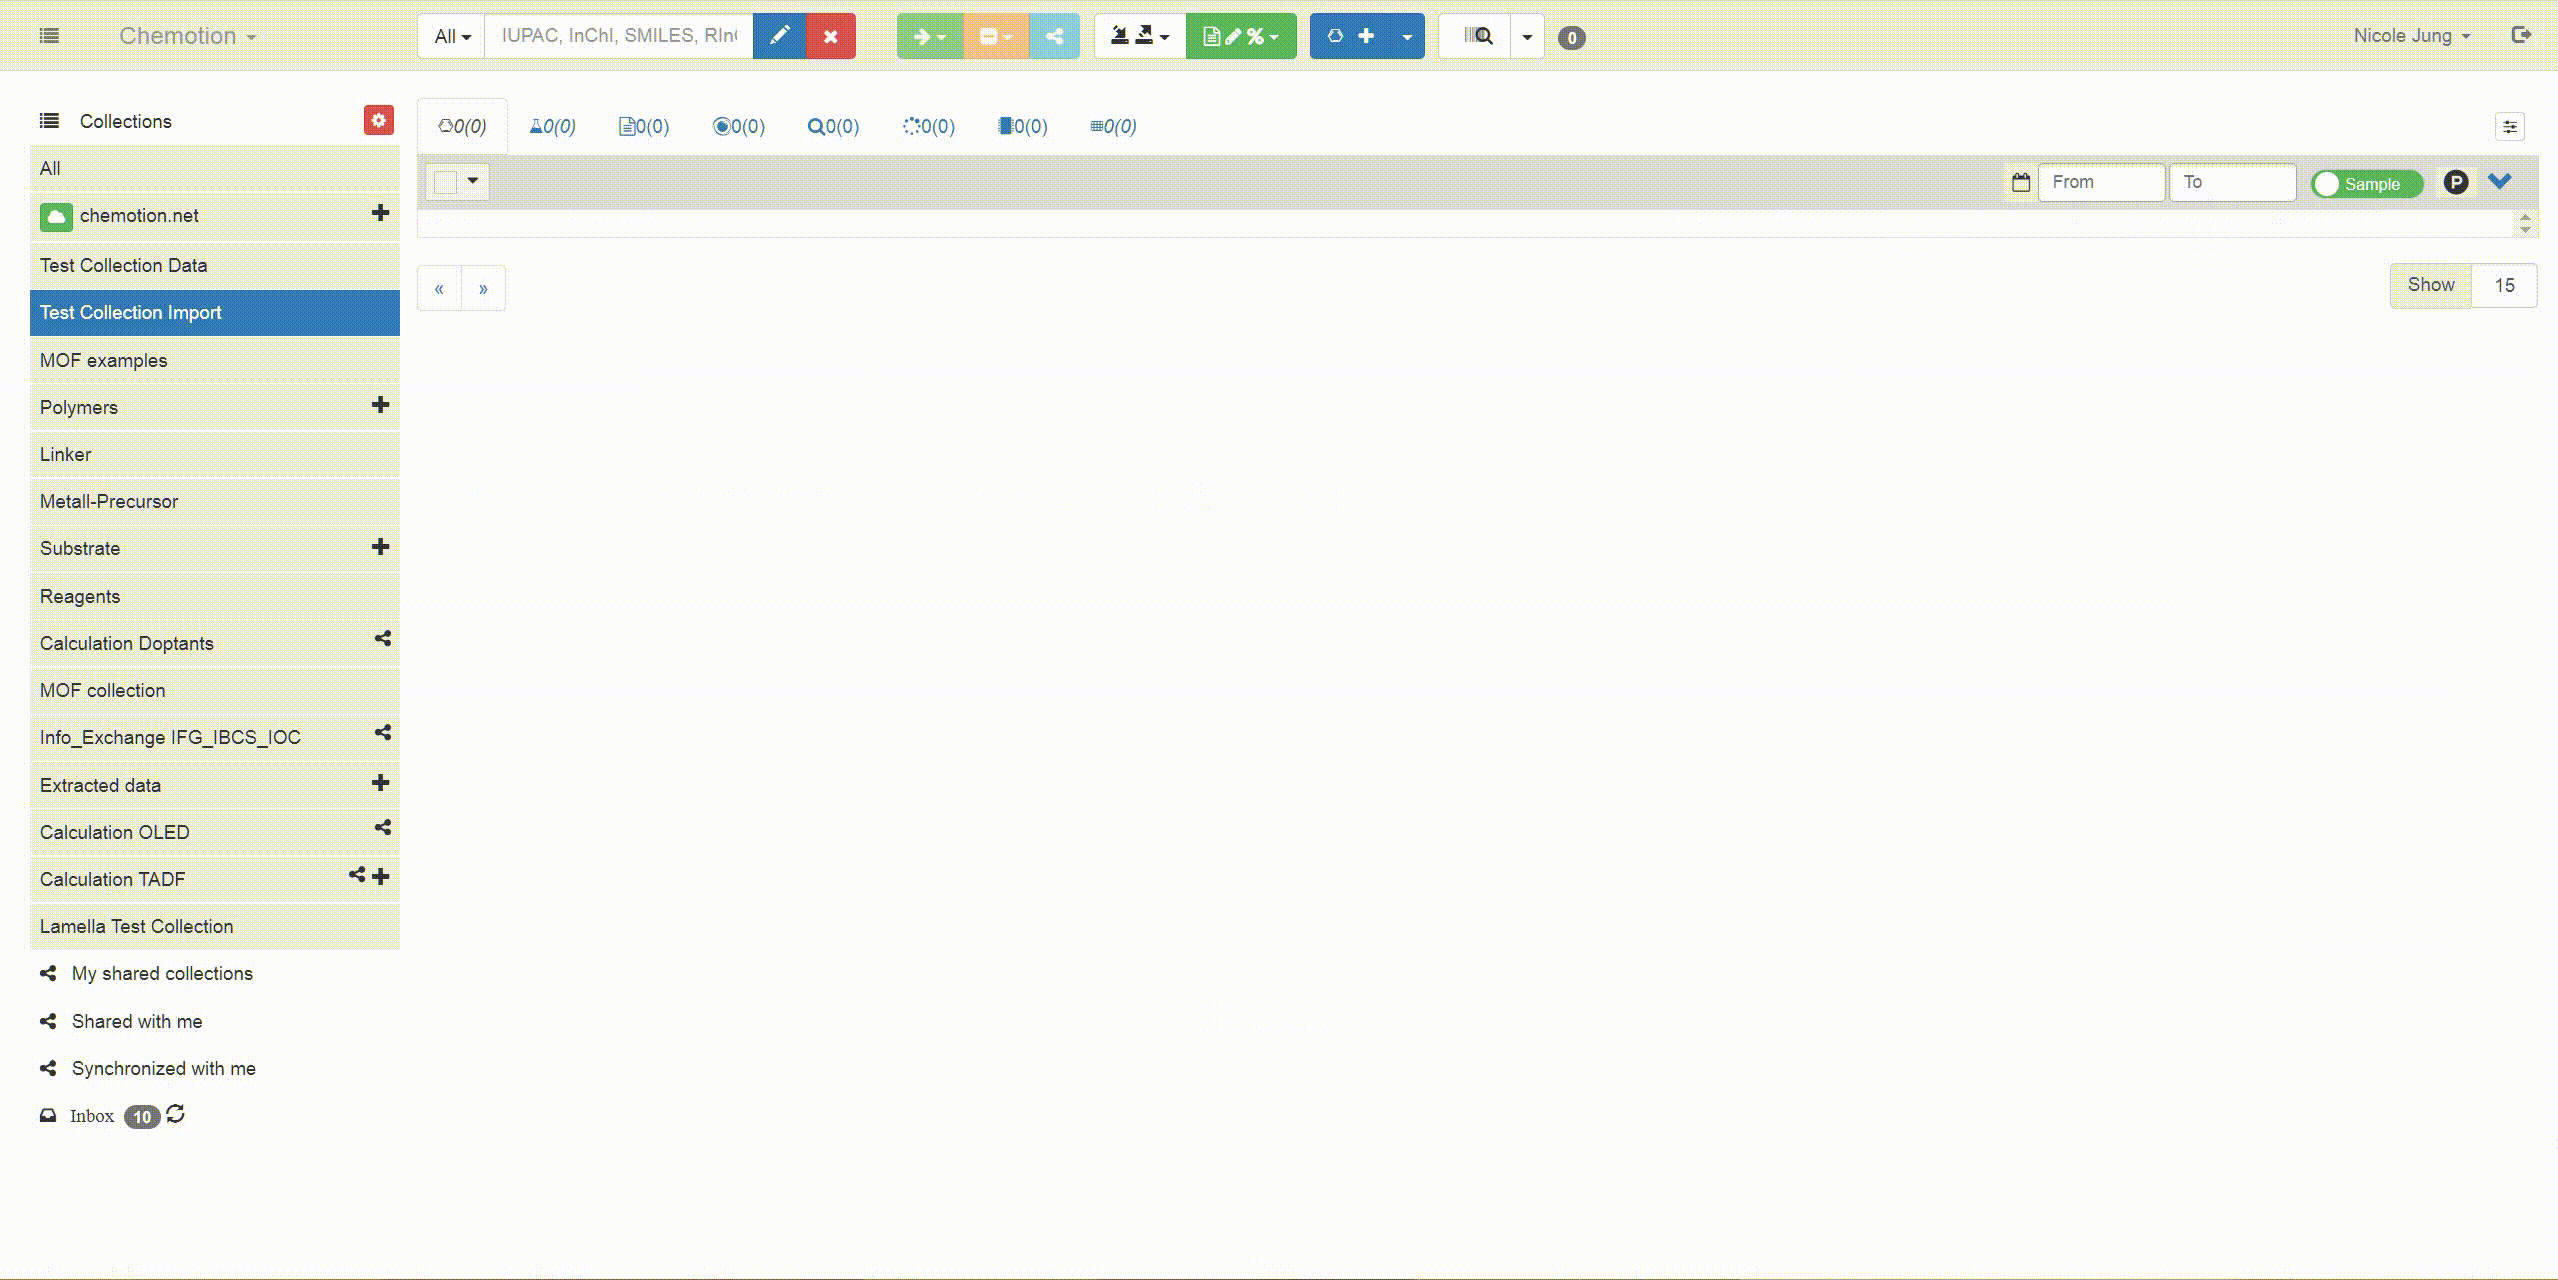 Chemotion
All
IUPAC, InChI, SMILES, RIn
%
0
Nicole Jung
Collections
0(0)
0(0)
0(0)
0(0)
0(0)
0(0)
0(0)
0(0)
All
From
To
Sample
P
chemotion.net
Test Collection Data
« »
Show 15
Test Collection Import
MOF examples
Polymers
Linker
Metall-Precursor
Substrate
Reagents
Calculation Doptants
MOF collection
Info_Exchange IFG_IBCS_IOC
Extracted data
Calculation OLED
Calculation TADF
Lamella Test Collection
My shared collections
Shared with me
Synchronized with me
Inbox 10